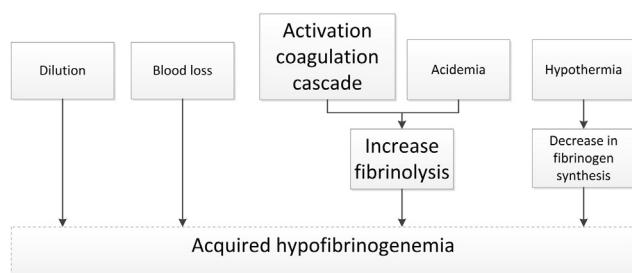 Dilution
Blood loss
Activation
coagulation
cascade
Acidemia
Hypothermia
Increase
fibrinolysis
Decrease in
fibrinogen
synthesis
Acquired hypofibrinogenemia